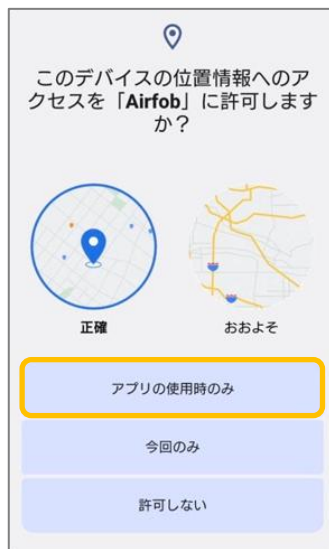 このデバイスの位置情報へのア
クセスを「Airfob」に許可します
か？
正確
おおよそ
アプリの使用時のみ
今回のみ
許可しない